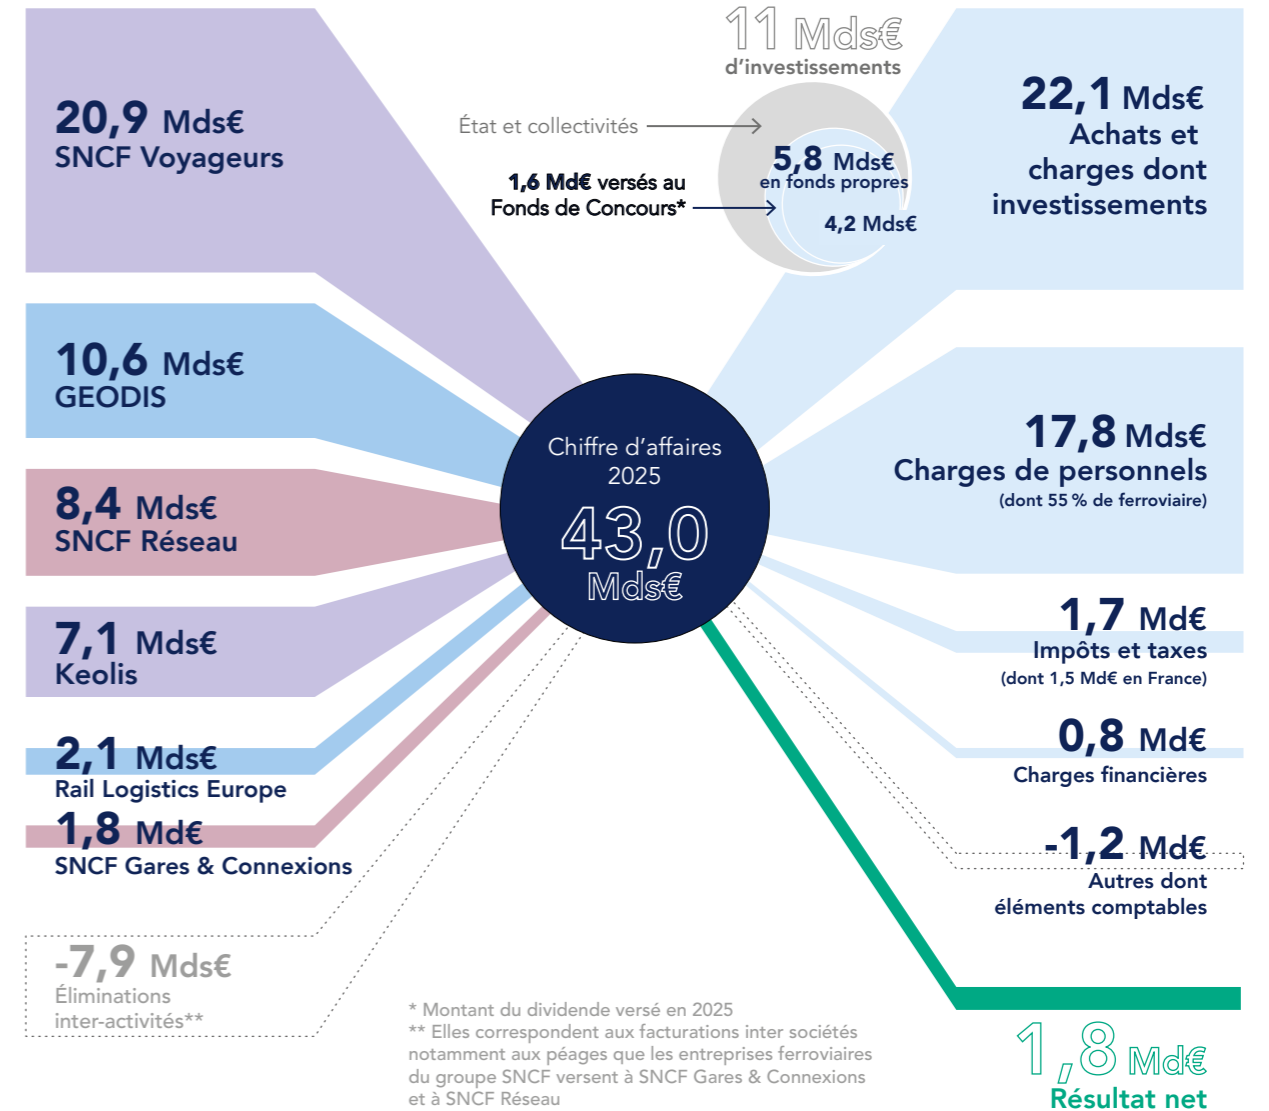 20,9 Mds€
SNCF Voyageurs
10,6 Mds€
GEODIS
8,4 Mds€
SNCF Réseau
7,1 Mds€
Keolis
2,1 Mds€
Rail Logistics Europe
1,8 Md€
SNCF Gares & Connexions
-7,9 Mds€
Éliminations
inter-activités**
11 Mds€
d’investissements
État et collectivités
5,8 Mds€
en fonds propres
1,6 Md€ versés au
Fonds de Concours*
4,2 Mds€
Chiffre d’affaires
2025
43,0
Mds€
22,1 Mds€
Achats et
charges dont
investissements
17,8 Mds€
Charges de personnels
(dont 55 % de ferroviaire)
1,7 Md€
Impôts et taxes
(dont 1,5 Md€ en France)
0,8 Md€
Charges financières
-1,2 Md€
Autres dont
éléments comptables
1,8 Md€
Résultat net
* Montant du dividende versé en 2025
** Elles correspondent aux facturations inter sociétés
notamment aux péages que les entreprises ferroviaires
du groupe SNCF versent à SNCF Gares & Connexions
et à SNCF Réseau